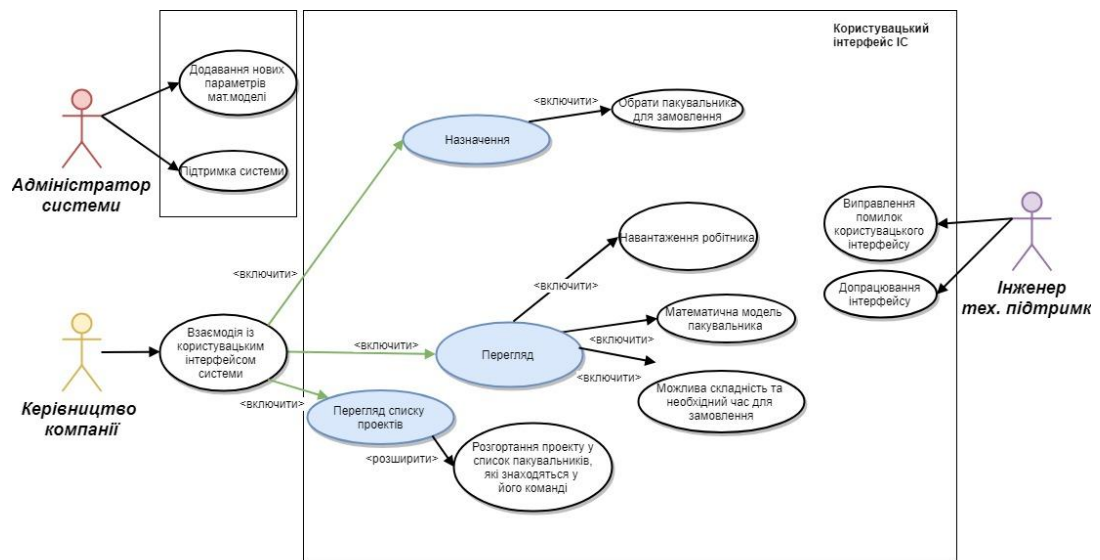 Користувацький
інтерфейс ІС
Додавання нових
параметрів
мат.моделі
<включити>
Обрати пакувальника
для замовлення
Назначення
Підтримка системи
Адміністратор
системи
Виправлення
помилок
користувацького
інтерфейсу
Навантаження робітника
<включити>
<включити>
Допрацювання
інтерфейсу
Інженер
тех. підтримк
Математична модель
пакувальника
Взаємодія із
користувацьким
інтерфейсом
системи
<включити>
Перегляд
<включити>
<включити>
Можлива складність та
необхідний час для
замовлення
Керівництво
компанії
<включити>
Перегляд списку
проектів
<розширити>
Розгортання проекту у
список пакувальників,
які знаходяться у
його команді